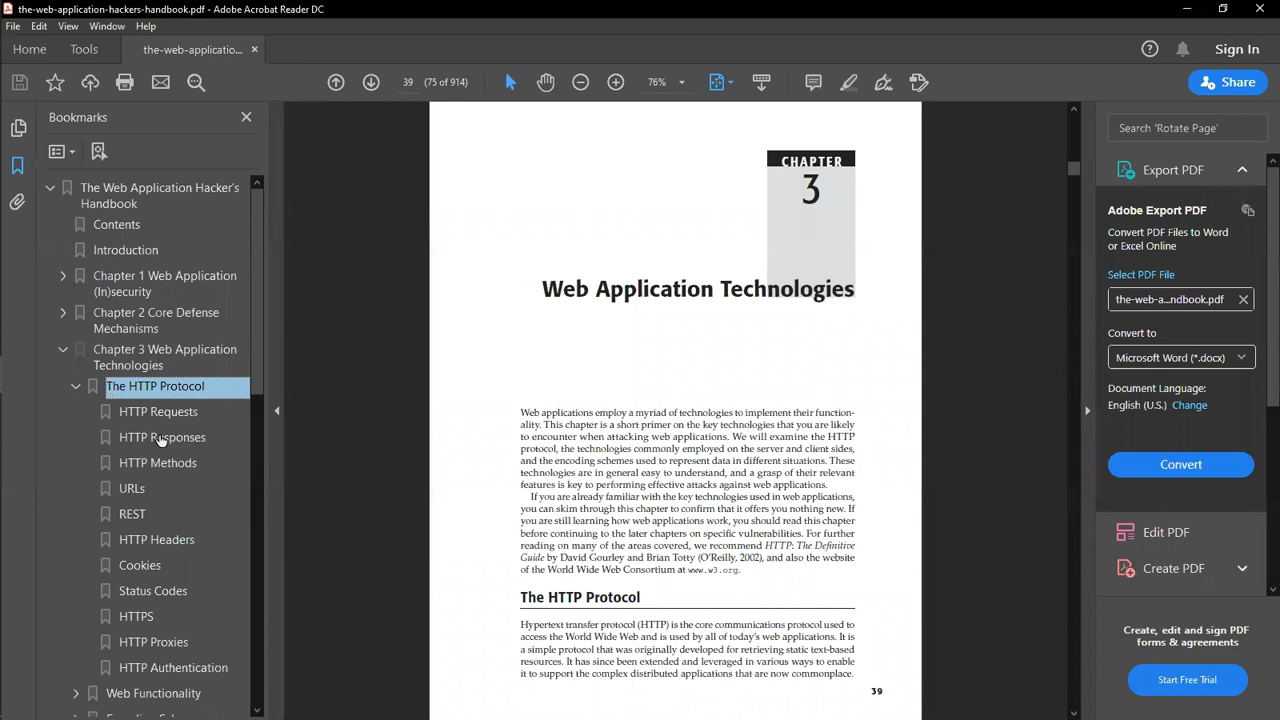 the-web-application-hackers-handbook.pdf - Adobe Acrobat Reader DC
File Edit View Window Help
Home Tools the-web-applicatio... × Sign In
39 (75 of 914) 76% Share
Bookmarks
The Web Application Hacker's
Handbook
Contents
Introduction
Chapter 1 Web Application
(In)security
Chapter 2 Core Defense
Mechanisms
Chapter 3 Web Application
Technologies
The HTTP Protocol
HTTP Requests
HTTP Responses
HTTP Methods
URLs
REST
HTTP Headers
Cookies
Status Codes
HTTPS
HTTP Proxies
HTTP Authentication
Web Functionality
CHAPTER
3
Web Application Technologies
Web applications employ a myriad of technologies to implement their function-
ality. This chapter is a short primer on the key technologies that you are likely
to encounter when attacking web applications. We will examine the HTTP
protocol, the technologies commonly employed on the server and client sides,
and the encoding schemes used to represent data in different situations. These
technologies are in general easy to understand, and a grasp of their relevant
features is key to performing effective attacks against web applications.
If you are already familiar with the key technologies used in web applications,
you can skim through this chapter to confirm that it offers you nothing new. If
you are still learning how web applications work, you should read this chapter
before continuing to the later chapters on specific vulnerabilities. For further
reading on many of the areas covered, we recommend HTTP: The Definitive
Guide by David Gourley and Brian Totty (O'Reilly, 2002), and also the website
of the World Wide Web Consortium at www.w3.org.
The HTTP Protocol
Hypertext transfer protocol (HTTP) is the core communications protocol used to
access the World Wide Web and is used by all of today's web applications. It is
a simple protocol that was originally developed for retrieving static text-based
resources. It has since been extended and leveraged in various ways to enable
it to support the complex distributed applications that are now commonplace.
39
Search 'Rotate Page'
Export PDF
Adobe Export PDF
Convert PDF Files to Word
or Excel Online
Select PDF File
the-web-a...ndbook.pdf
Convert to
Microsoft Word (*.docx)
Document Language:
English (U.S.) Change
Convert
Edit PDF
Create PDF
Create, edit and sign PDF
forms & agreements
Start Free Trial